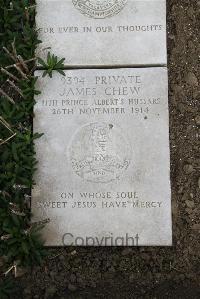 FOR EVER IN OUR THOUGHTS
9394 PRIVATE
JAMES CHEW
11TH PRINCE ALBERT'S HUSSARS
26TH NOVEMBER 1914
ON WHOSE SOUL
SWEET JESUS HAVE MERCY
Copyright